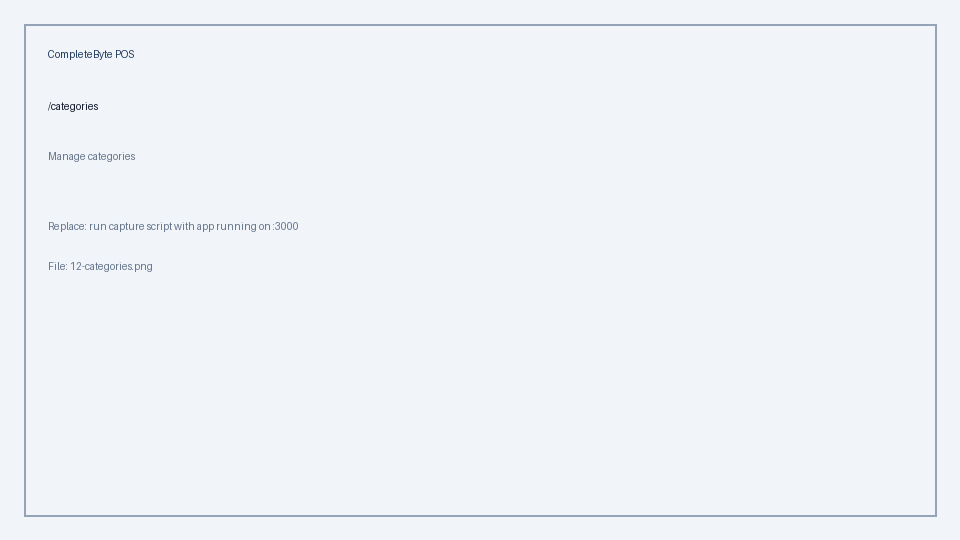 CompleteByte POS
/categories
Manage categories
Replace: run capture script with app running on :3000
File: 12-categories.png